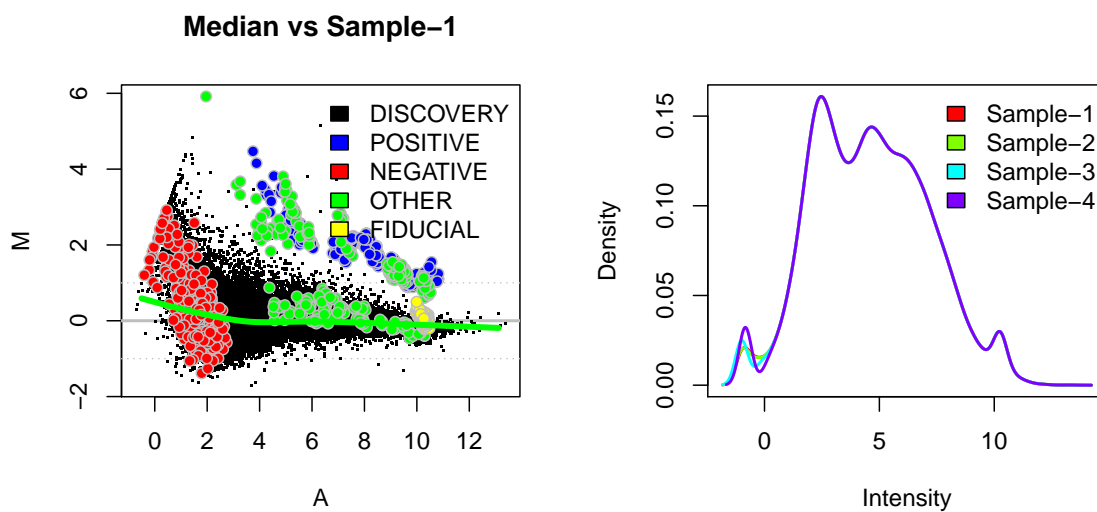 Median vs Sample−1
M
6
4
2
0
−2
DISCOVERY
POSITIVE
NEGATIVE
OTHER
FIDUCIAL
0 2 4 6 8 10 12
A
Density
0.15
0.10
0.05
0.00
Sample−1
Sample−2
Sample−3
Sample−4
0 5 10
Intensity